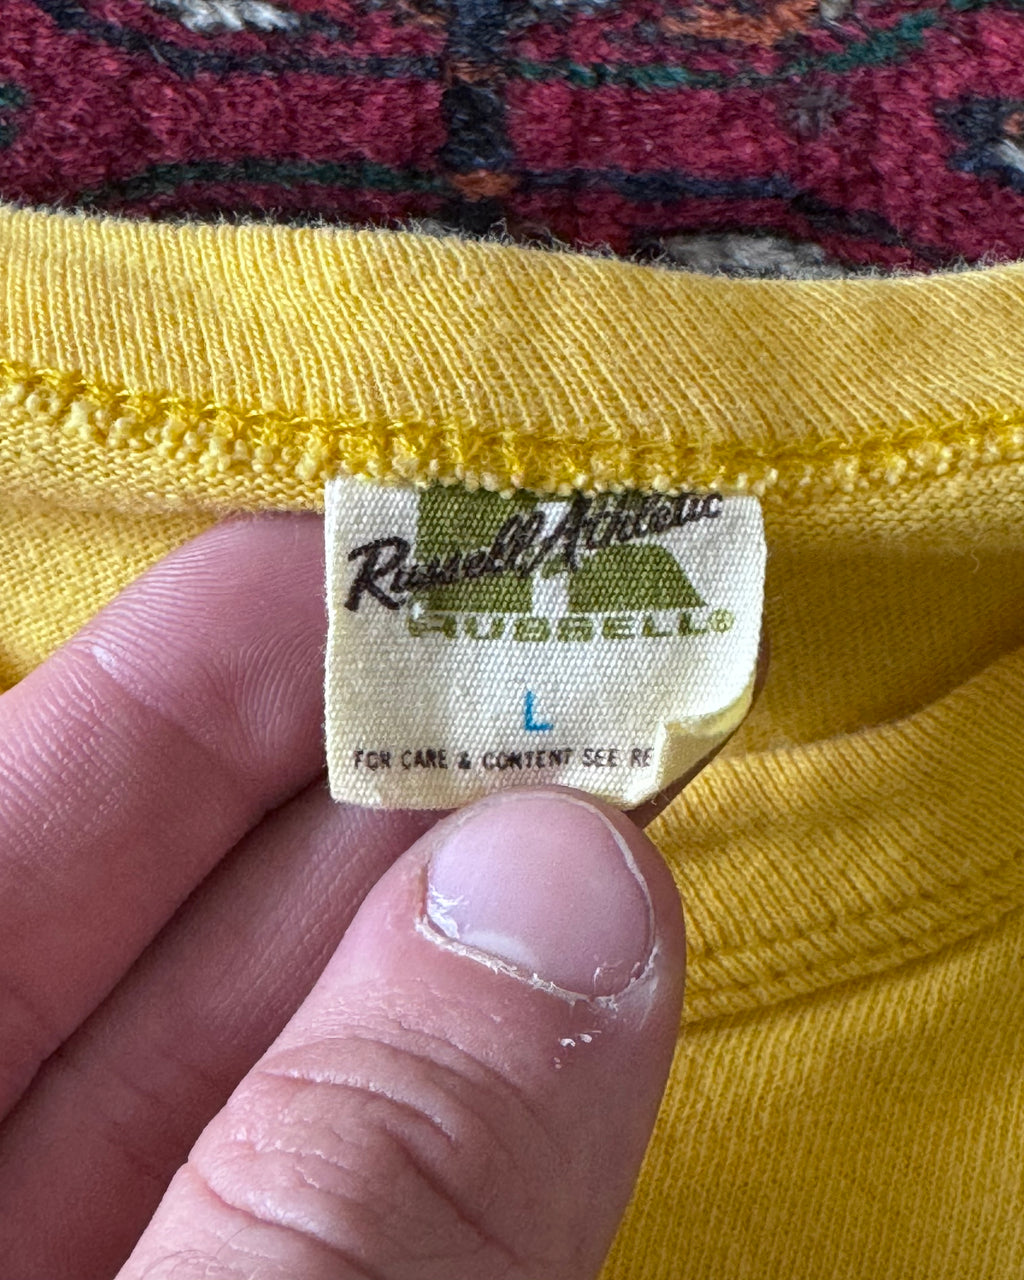 Russell Athletic
RUSSELL®
L
FOR CARE & CONTENT SEE RE